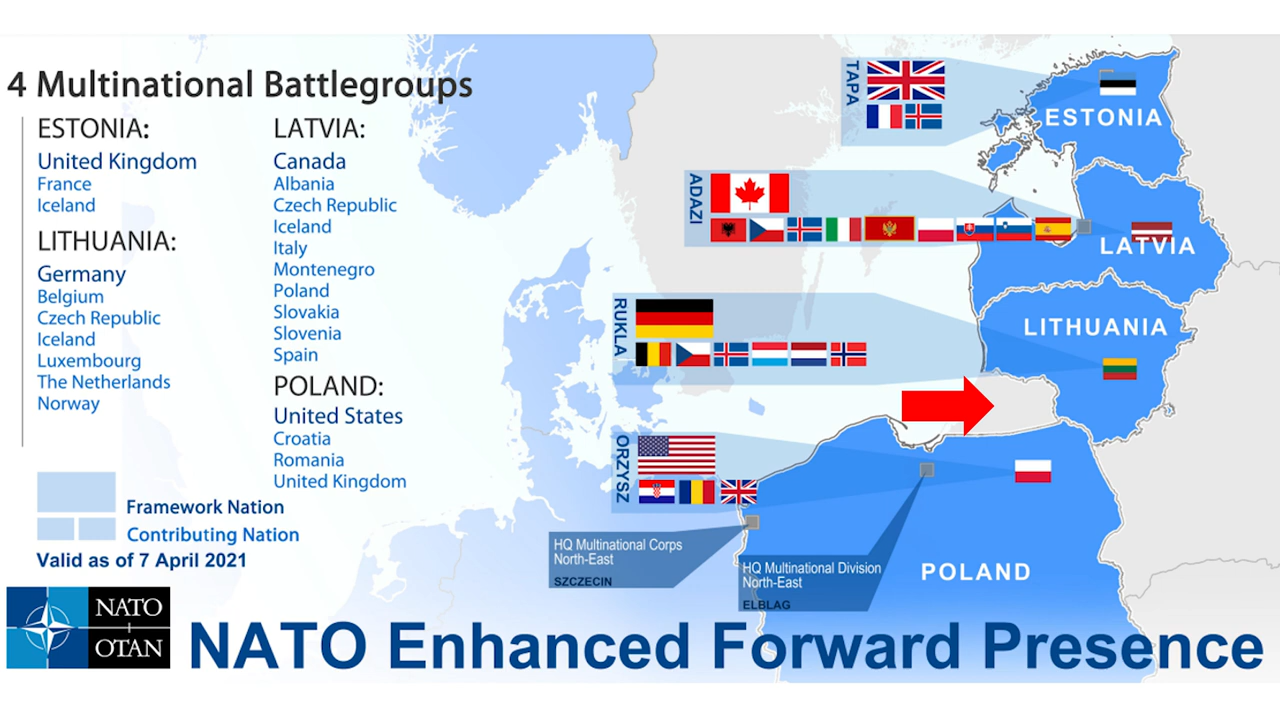 4 Multinational Battlegroups
ESTONIA:
United Kingdom
France
Iceland
LITHUANIA:
Germany
Belgium
Czech Republic
Iceland
Luxembourg
The Netherlands
Norway
LATVIA:
Canada
Albania
Czech Republic
Iceland
Italy
Montenegro
Poland
Slovakia
Slovenia
Spain
POLAND:
United States
Croatia
Romania
United Kingdom
Framework Nation
Contributing Nation
Valid as of 7 April 2021
TAPA
ESTONIA
ADAZI
LATVIA
RUKLA
LITHUANIA
ORZYSZ
HQ Multinational Corps
North-East
SZCZECIN
HQ Multinational Division
North-East
ELBLAG
POLAND
NATO
OTAN
NATO Enhanced Forward Presence